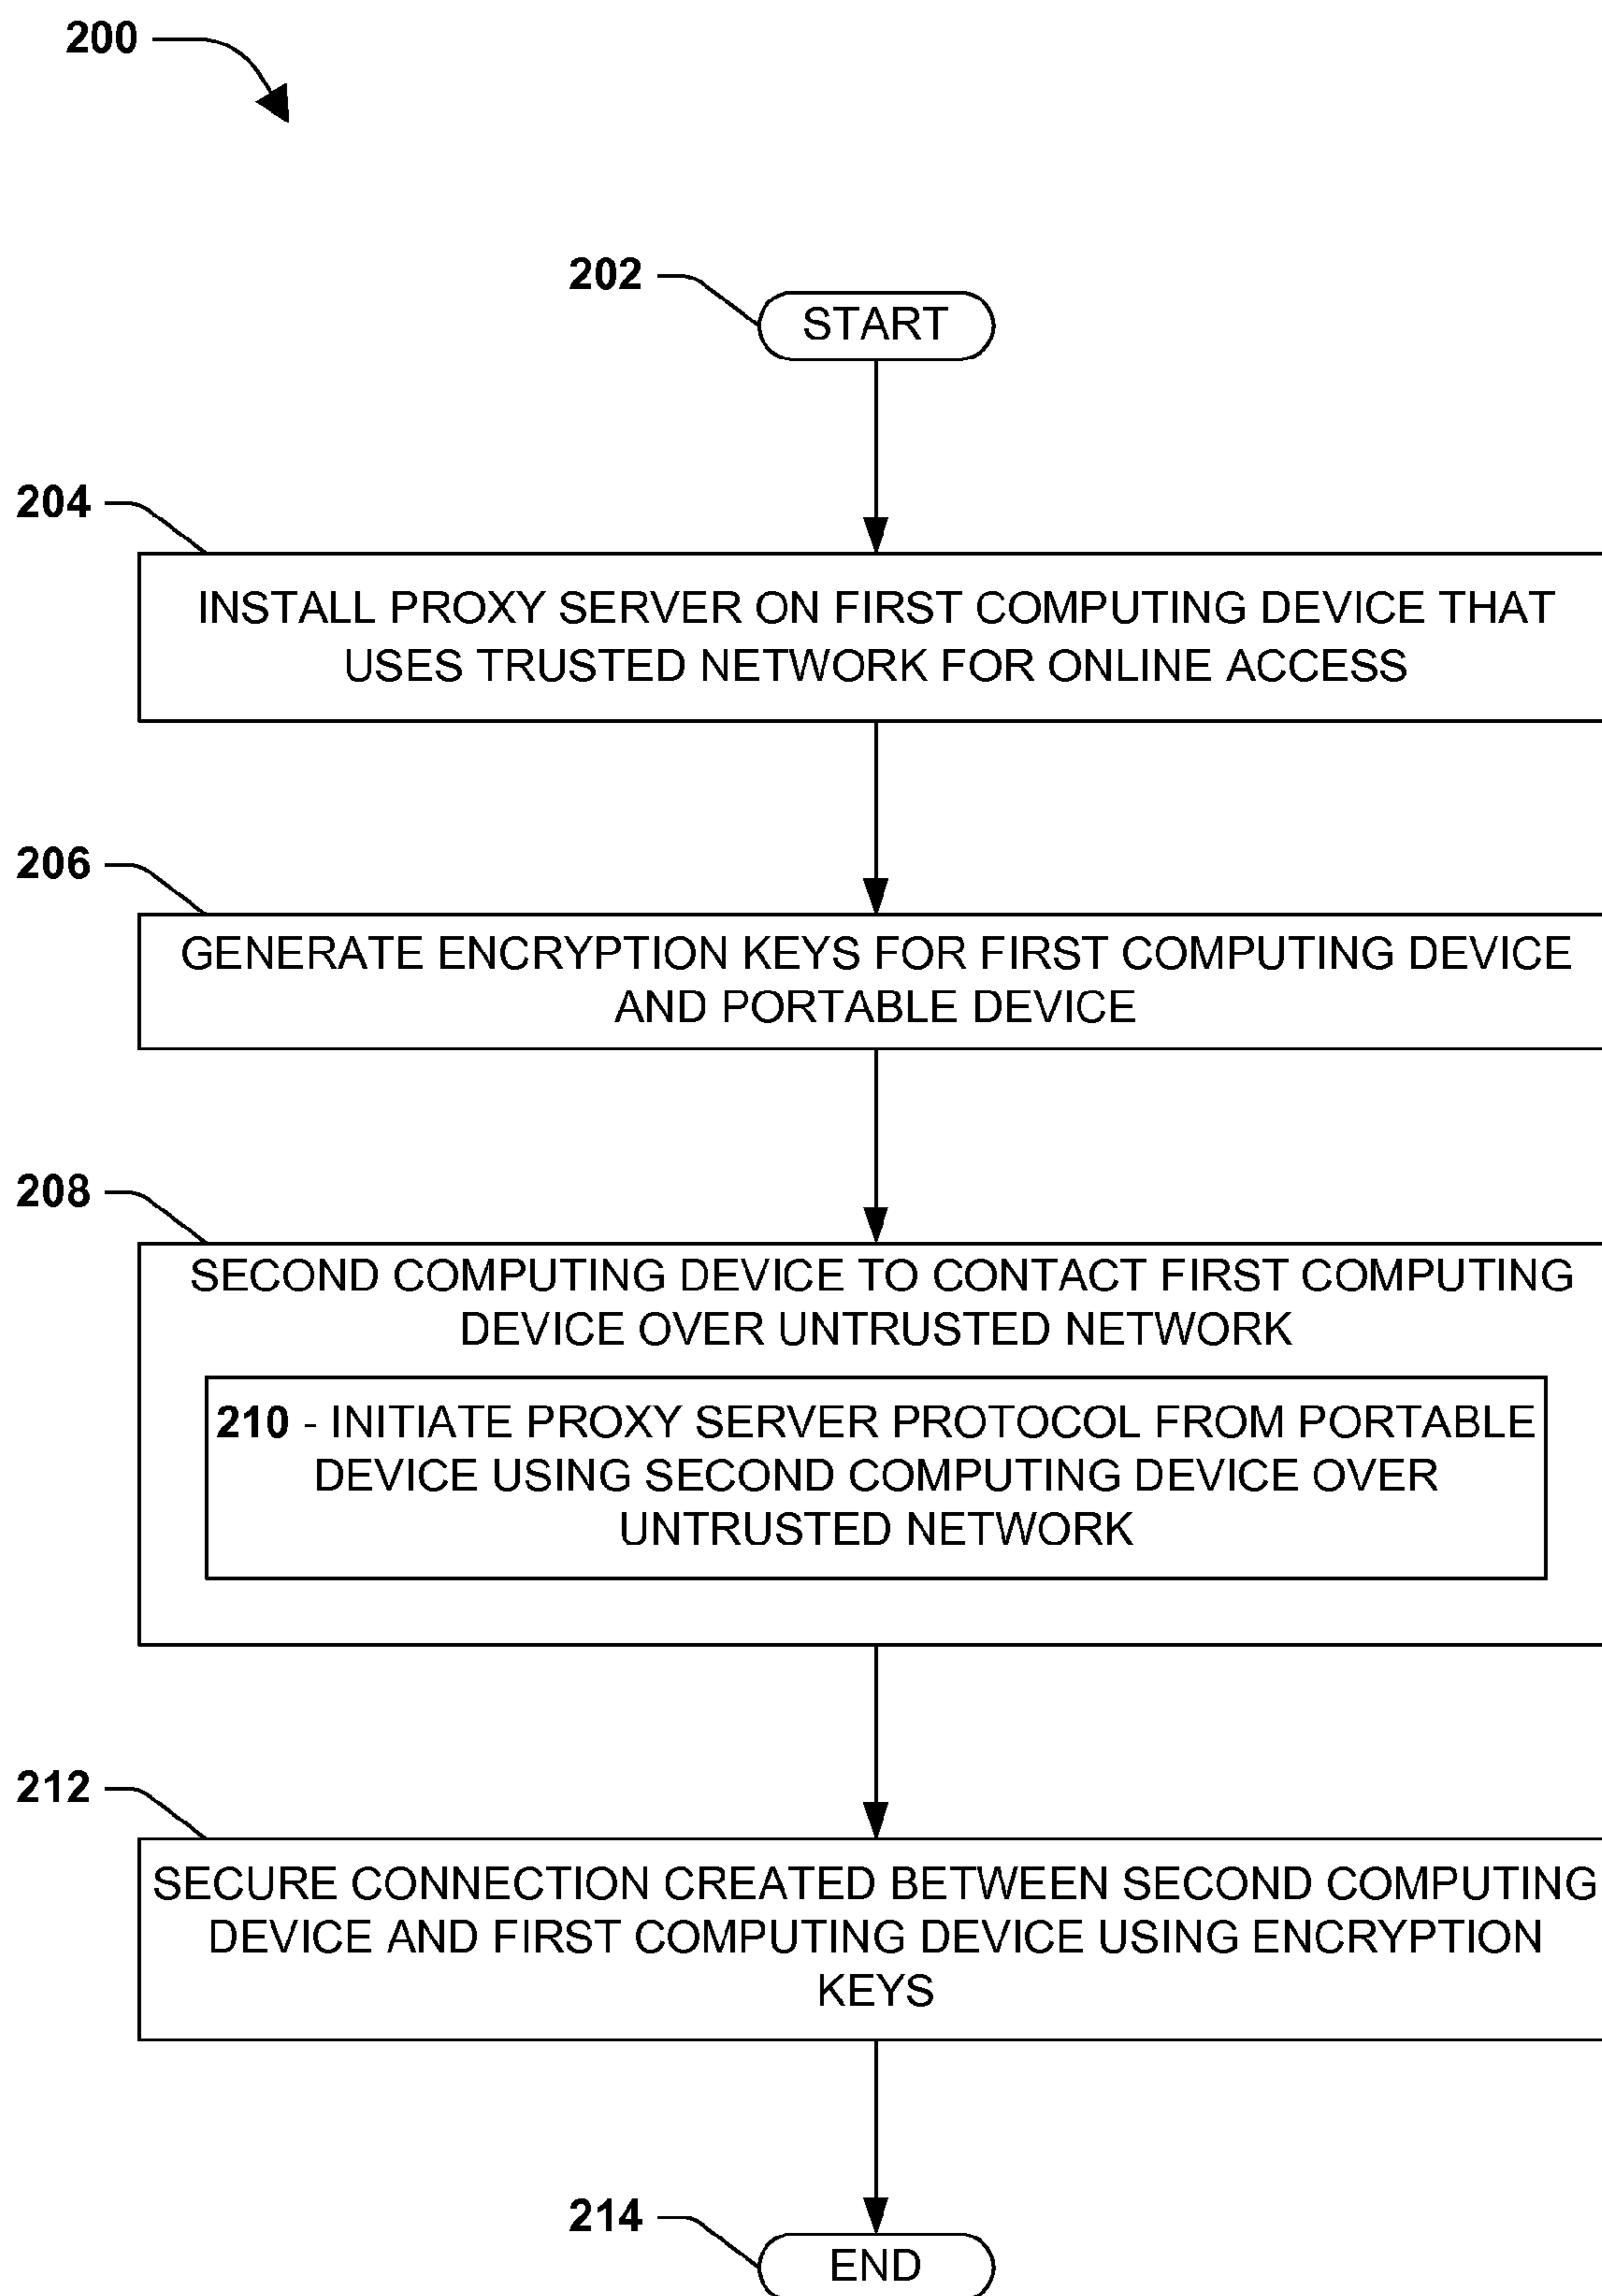 200
202
START
204
INSTALL PROXY SERVER ON FIRST COMPUTING DEVICE THAT
USES TRUSTED NETWORK FOR ONLINE ACCESS
206
GENERATE ENCRYPTION KEYS FOR FIRST COMPUTING DEVICE
AND PORTABLE DEVICE
208
SECOND COMPUTING DEVICE TO CONTACT FIRST COMPUTING
DEVICE OVER UNTRUSTED NETWORK
210 - INITIATE PROXY SERVER PROTOCOL FROM PORTABLE
DEVICE USING SECOND COMPUTING DEVICE OVER
UNTRUSTED NETWORK
212
SECURE CONNECTION CREATED BETWEEN SECOND COMPUTING
DEVICE AND FIRST COMPUTING DEVICE USING ENCRYPTION
KEYS
214
END